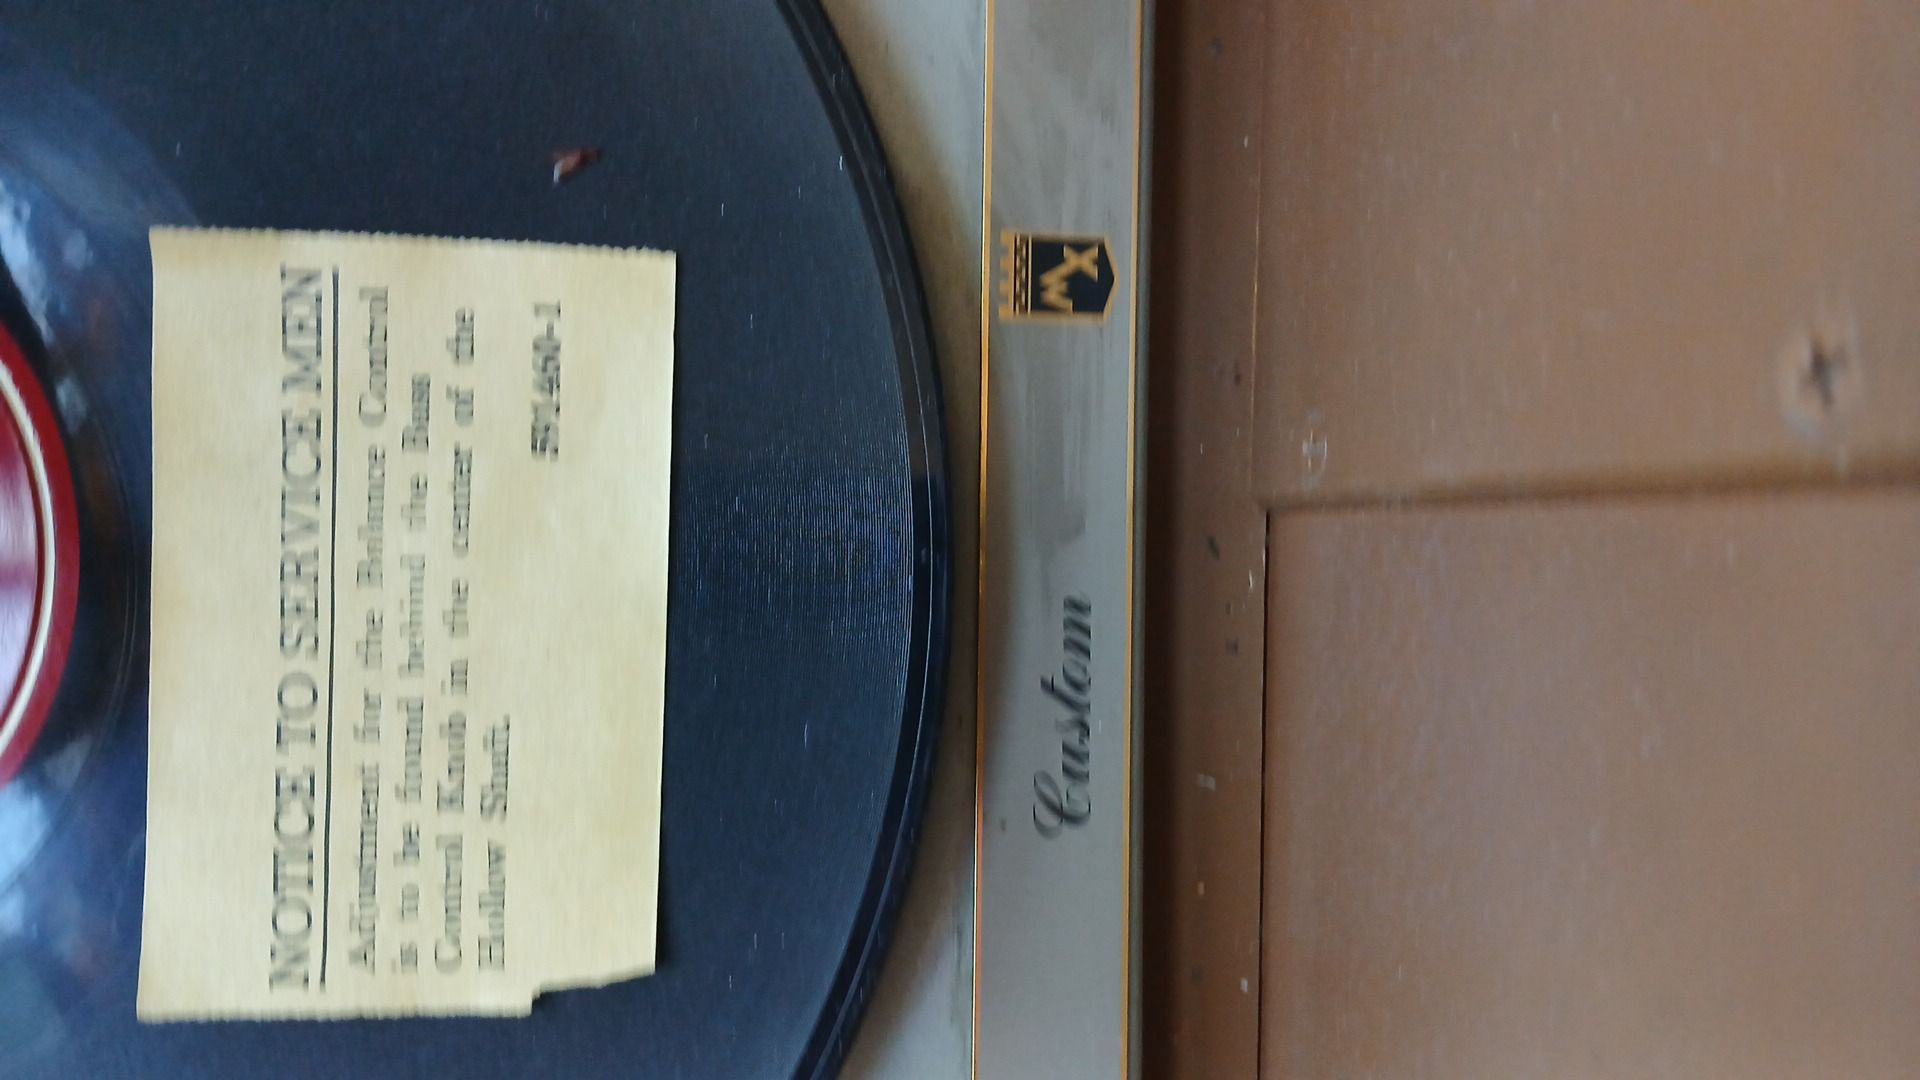 NOTICE TO SERVICE MEN
Adjustment for the Balance Control
is to be found behind the Bass
Control Knob in the center of the
Hollow Shaft.
Custom